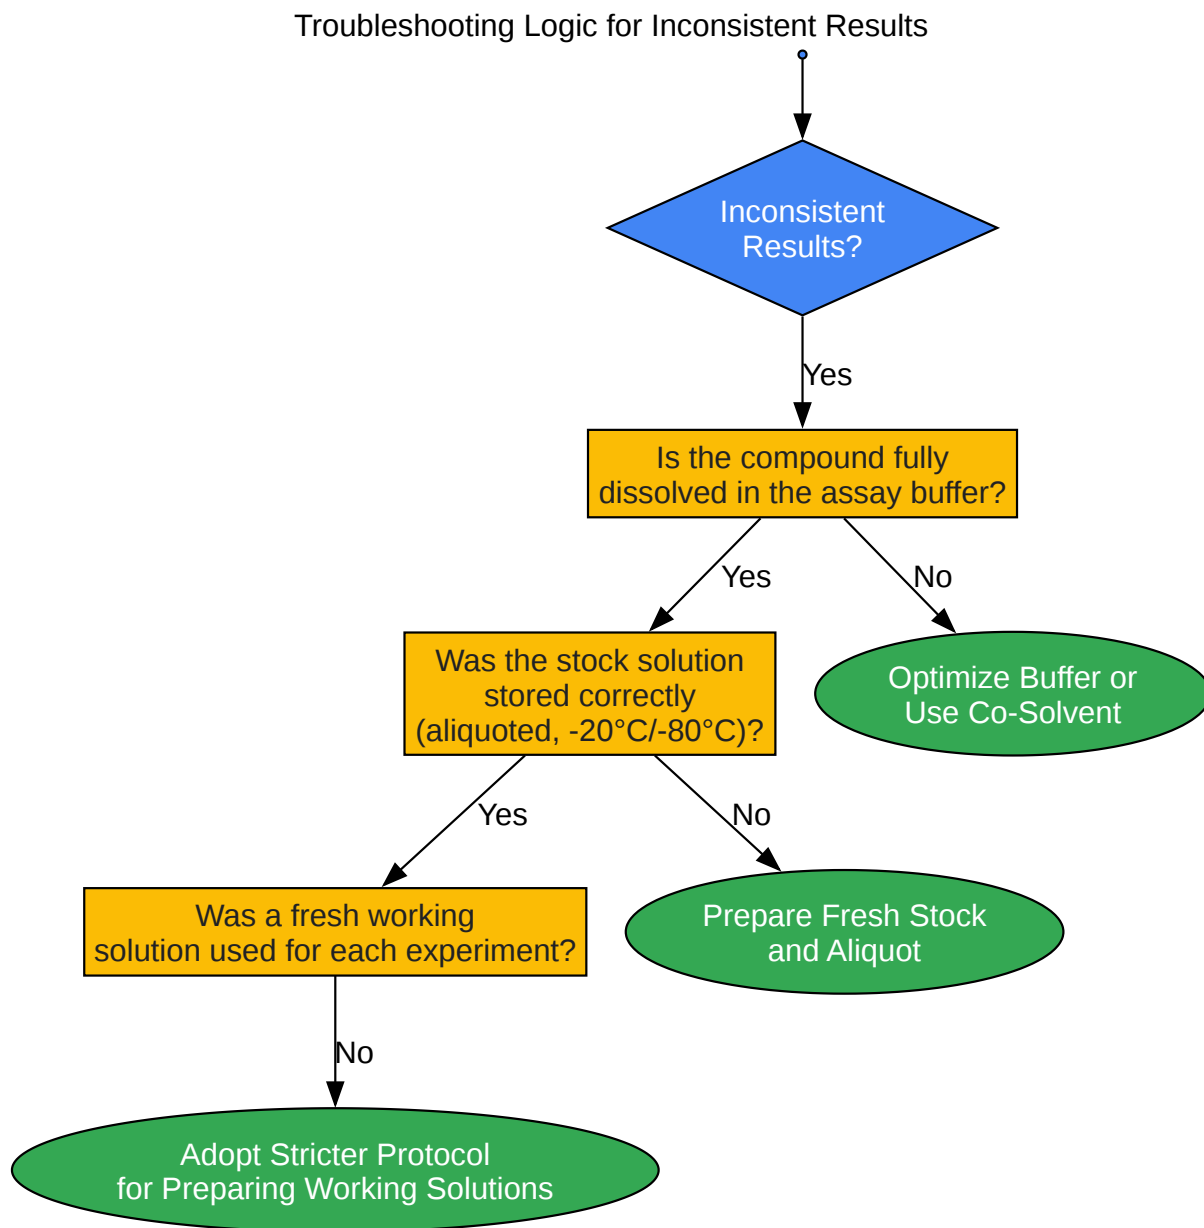 Troubleshooting Logic for Inconsistent Results
Inconsistent
Results?
Yes
Is the compound fully
dissolved in the assay buffer?
Yes
No
Was the stock solution
stored correctly
(aliquoted, -20°C/-80°C)?
Optimize Buffer or
Use Co-Solvent
Yes
No
Was a fresh working
solution used for each experiment?
Prepare Fresh Stock
and Aliquot
No
Adopt Stricter Protocol
for Preparing Working Solutions